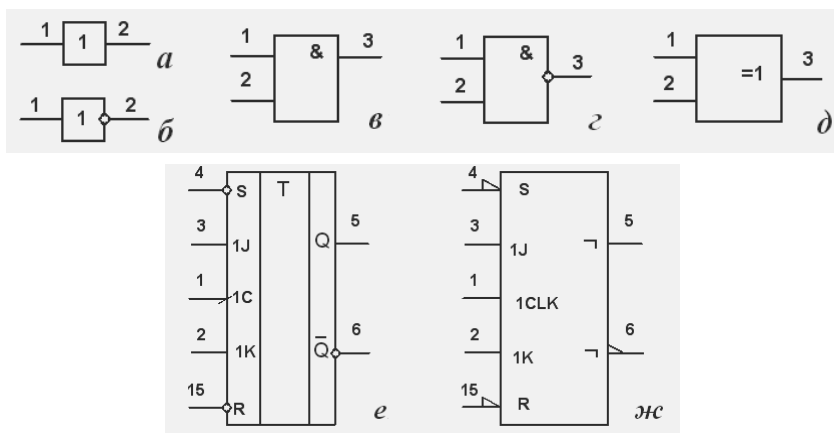 1 1 2 а
1 1 2 б
1 2 & 3 в
1 2 & 3 г
1 2 =1 3 д
4 S T
3 1J Q 5
1 1C
2 1K Q̅ 6
15 R е
4 S
3 1J ¬ 5
1 1CLK
2 1K ¬ 6
15 R ж